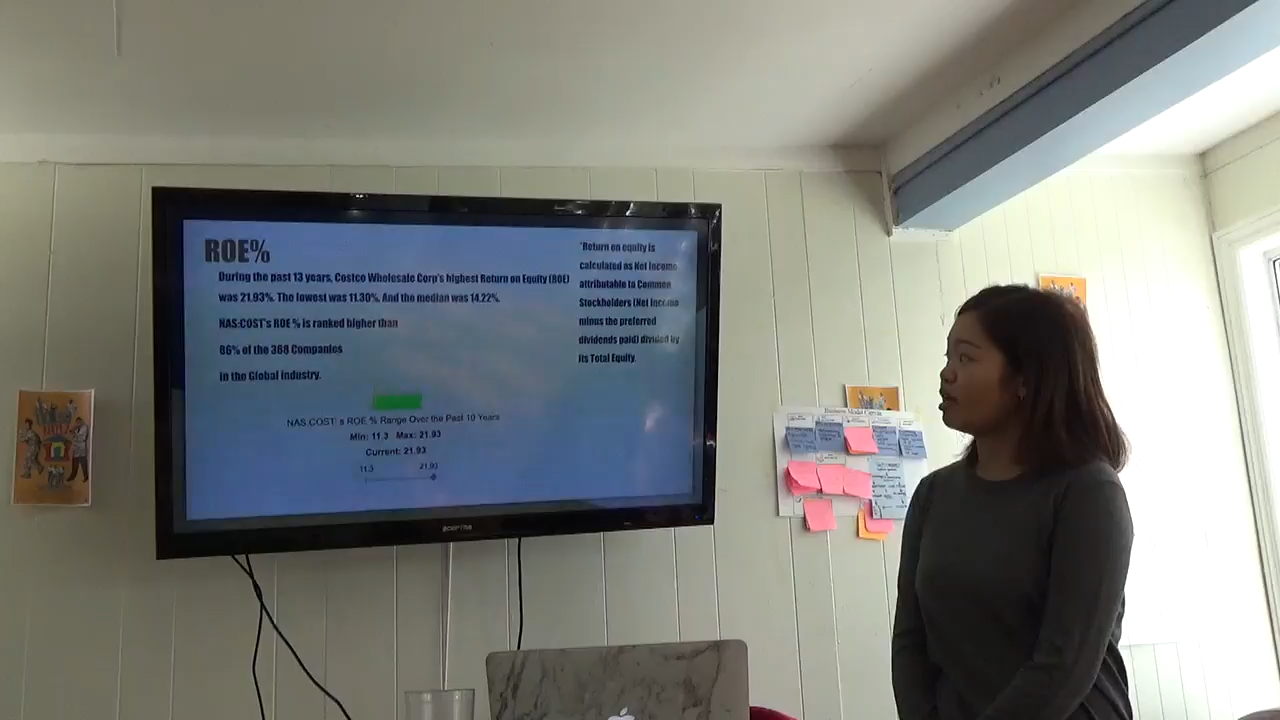 ROE%
During the past 13 years, Costco Wholesale Corp's highest Return on Equity (ROE)
was 21.93%. The lowest was 11.30%. And the median was 14.22%.
NAS:COST's ROE % is ranked higher than
86% of the 368 Companies
in the Global industry.
NAS.COST' s ROE % Range Over the Past 10 Years
Min: 11.3 Max: 21.93
Current: 21.93
11.3 21.93
*Return on equity is
calculated as Net Income
attributable to Common
Stockholders (Net Income
minus the preferred
dividends paid) divided by
its Total Equity.
SCEPTRE
Business Model Canvas